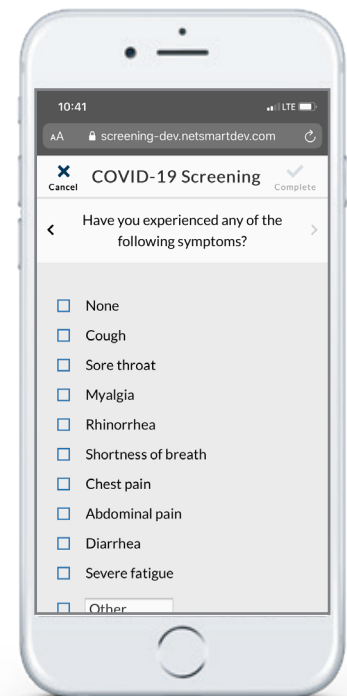 10:41 LTE
AA screening-dev.netsmartdev.com
Cancel COVID-19 Screening Complete
Have you experienced any of the
following symptoms?
None
Cough
Sore throat
Myalgia
Rhinorrhea
Shortness of breath
Chest pain
Abdominal pain
Diarrhea
Severe fatigue
Other